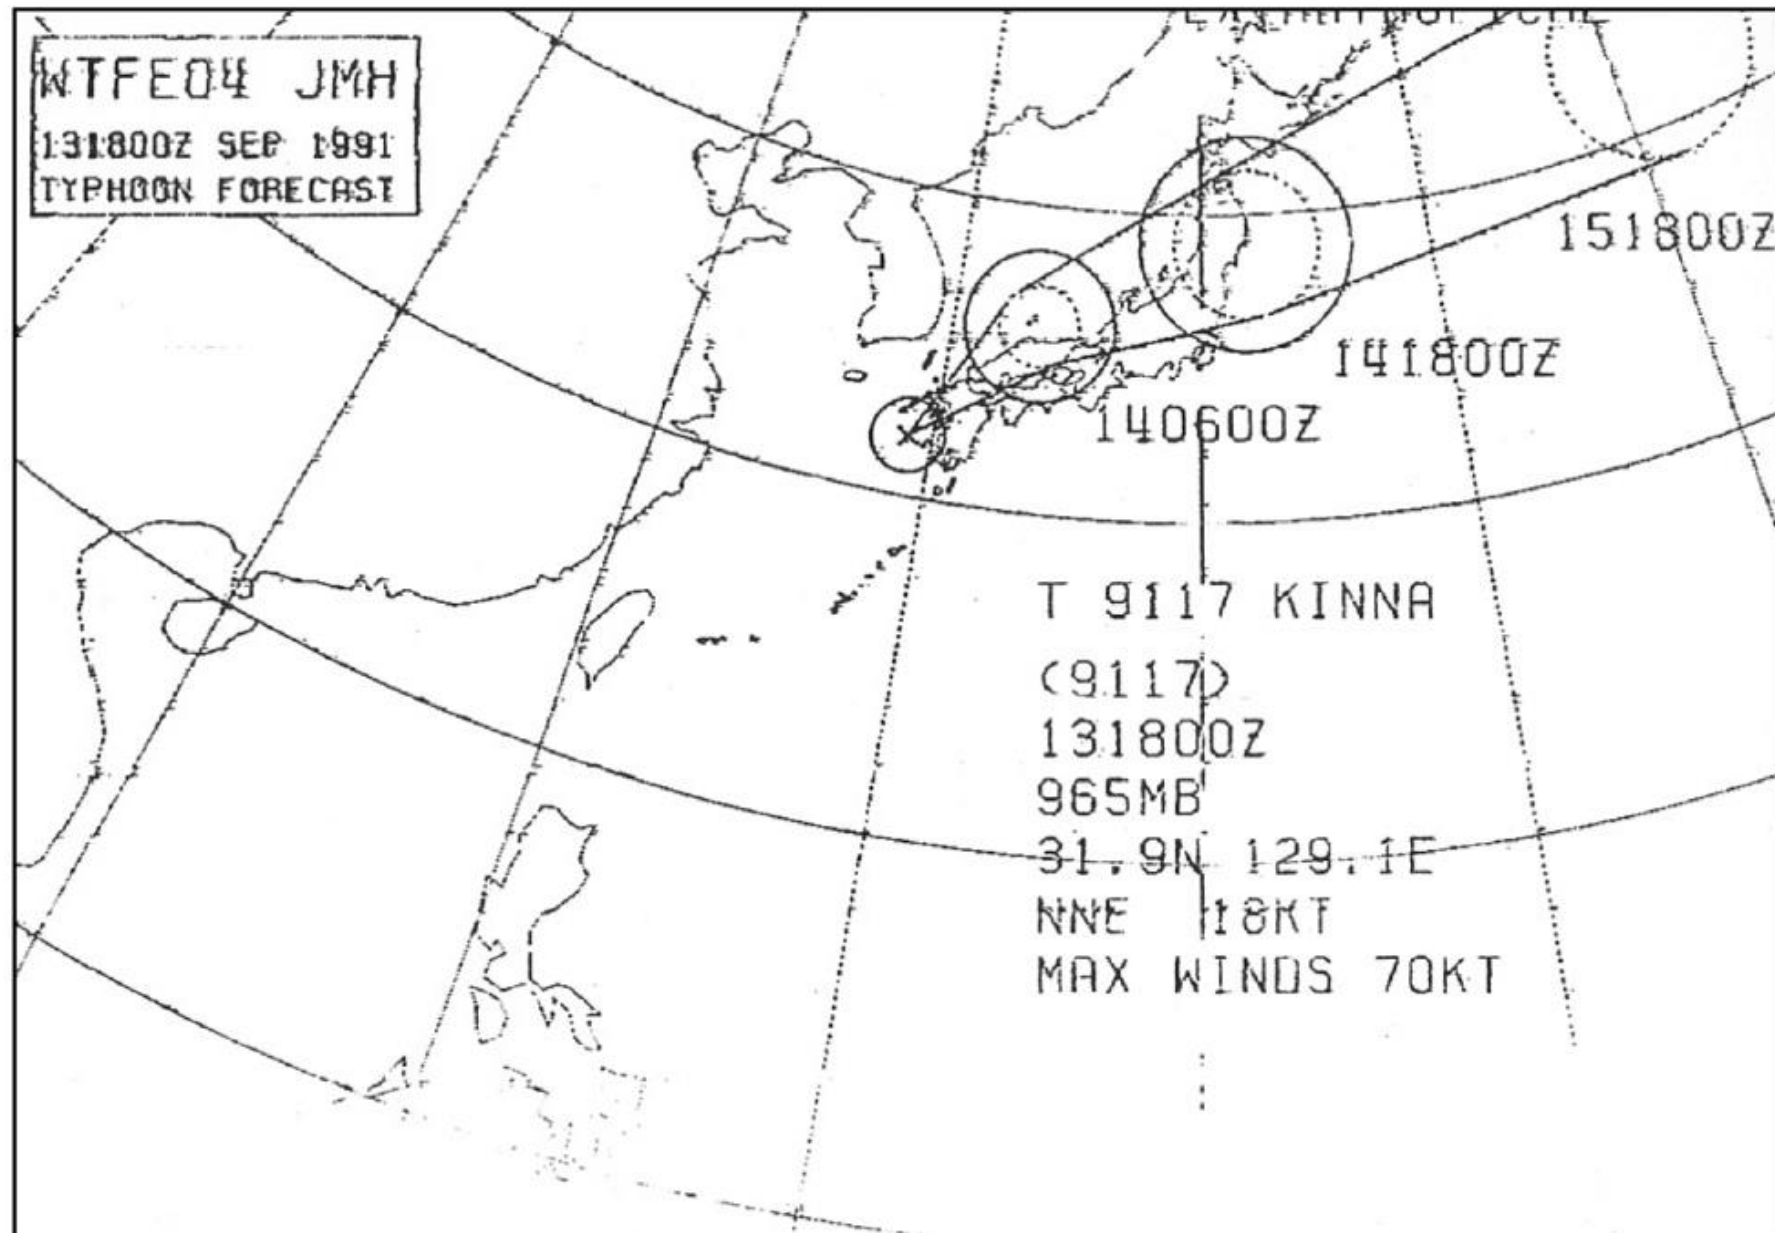 WTFE04 JMH
131800Z SEP 1991
TYPHOON FORECAST
151800Z
141800Z
140600Z
T 9117 KINNA
(9117)
131800Z
965MB
31.9N 129.1E
NNE 18KT
MAX WINDS 70KT